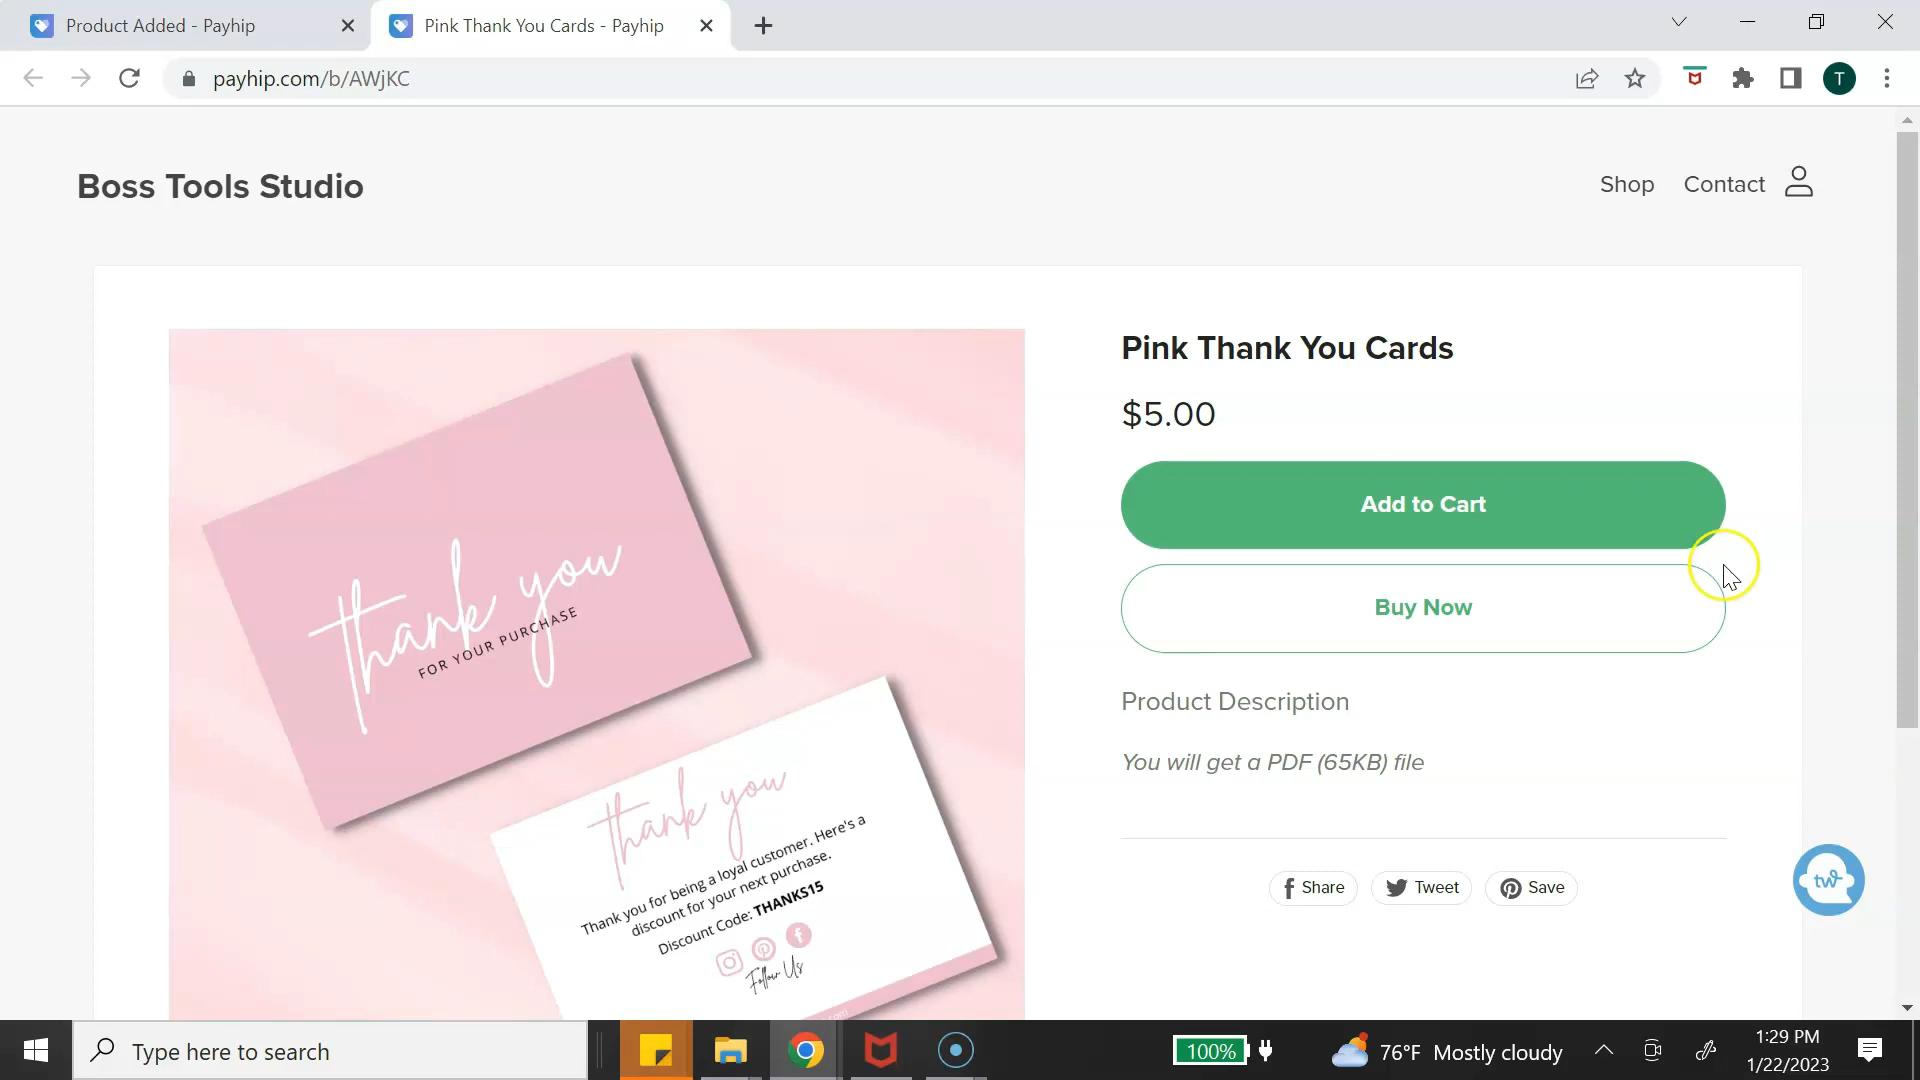 Product Added - Payhip
Pink Thank You Cards - Payhip
payhip.com/b/AWjKC
T
Boss Tools Studio
Shop
Contact
thank you
FOR YOUR PURCHASE
thank you
Thank you for being a loyal customer. Here's a
discount for your next purchase.
Discount Code: THANKS15
Follow Us
Pink Thank You Cards
$5.00
Add to Cart
Buy Now
Product Description
You will get a PDF (65KB) file
Share
Tweet
Save
tw
Type here to search
100%
76°F Mostly cloudy
1:29 PM
1/22/2023